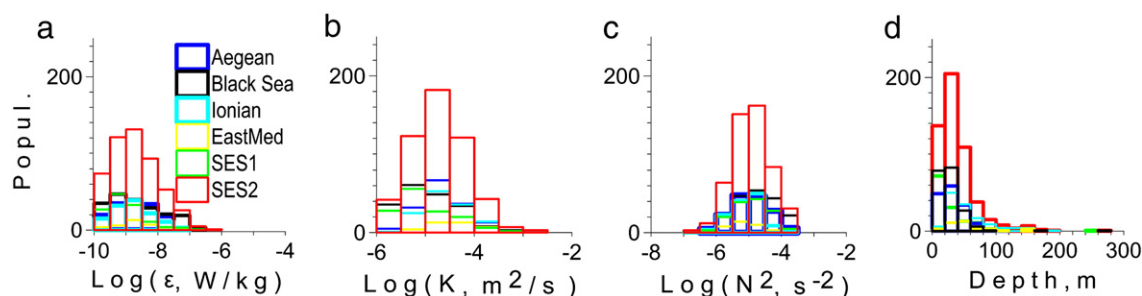 a
b
c
d
Popul.
200
0
-10 -8 -6 -4
Log(ε, W/kg)
Aegean
Black Sea
Ionian
EastMed
SES1
SES2
200
0
-6 -4 -2
Log(K, m²/s)
200
0
-8 -6 -4 -2
Log(N², s⁻²)
200
0
0 100 200 300
Depth, m